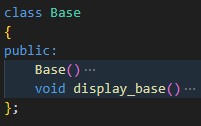 class Base
{
public:
    Base()⋯
    void display_base()⋯
};